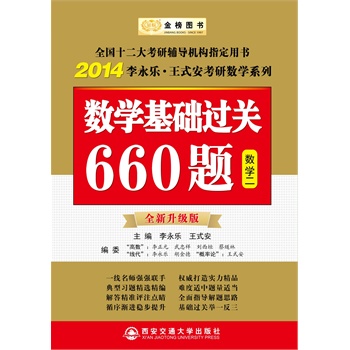 金榜图书
全国十二大考研辅导机构指定用书
2014 李永乐·王式安考研数学系列
数学基础过关
660题
数学二
全新升级版
主编 李永乐 王式安
编委 “高数”:李正元 武忠祥 刘西垣 蔡燧林
“线代”:李永乐 胡金德 “概率论”:王式安
一线名师强强联手 权威打造实力精品
典型习题精选精编 难度适中题量适当
解答精准评注点睛 全面指导解题思路
循序渐进稳步提升 基础过关举一反三
西安交通大学出版社